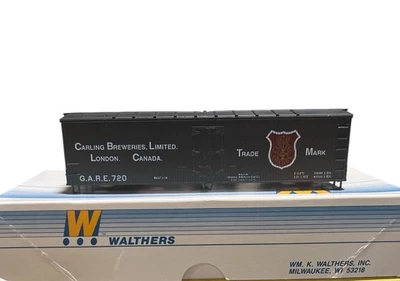 CARLING BREWERIES, LIMITED.
LONDON. CANADA.
TRADE MARK
G.A.R.E. 720
W
WALTHERS
WM. K. WALTHERS, INC.
MILWAUKEE, WI 53218